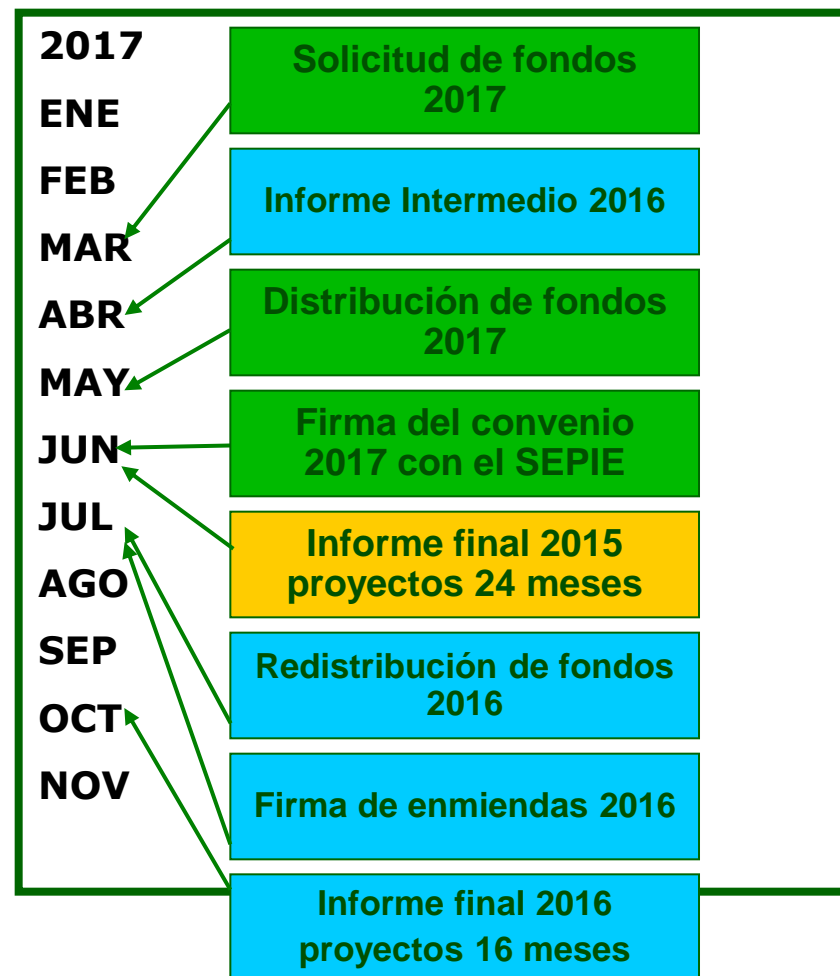 2017
ENE
FEB
MAR
ABR
MAY
JUN
JUL
AGO
SEP
OCT
NOV
Solicitud de fondos
2017
Informe Intermedio 2016
Distribución de fondos
2017
Firma del convenio
2017 con el SEPIE
Informe final 2015
proyectos 24 meses
Redistribución de fondos
2016
Firma de enmiendas 2016
Informe final 2016
proyectos 16 meses